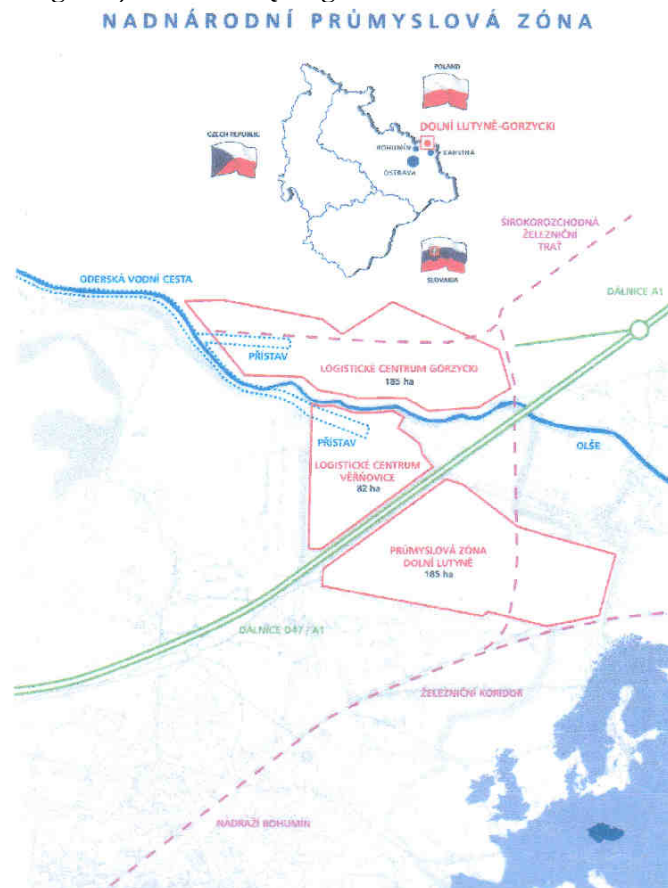 NADNÁRODNÍ PRŮMYSLOVÁ ZÓNA
POLAND
DOLNÍ LUTYNĚ-GORZYCKI
CZECH REPUBLIC
BOHUMÍN
KARVINÁ
OSTRAVA
SLOVAKIA
ŠIROKOROZCHODNÁ
ŽELEZNIČNÍ
TRAŤ
ODERSKÁ VODNÍ CESTA
DÁLNICE A1
PŘÍSTAV
LOGISTICKÉ CENTRUM GORZYCKI
185 ha
PŘÍSTAV
OLŠE
LOGISTICKÉ CENTRUM
VĚŘŇOVICE
82 ha
PRŮMYSLOVÁ ZÓNA
DOLNÍ LUTYNĚ
185 ha
DÁLNICE D47 / A1
ŽELEZNIČNÍ KORIDOR
NÁDRAŽÍ BOHUMÍN